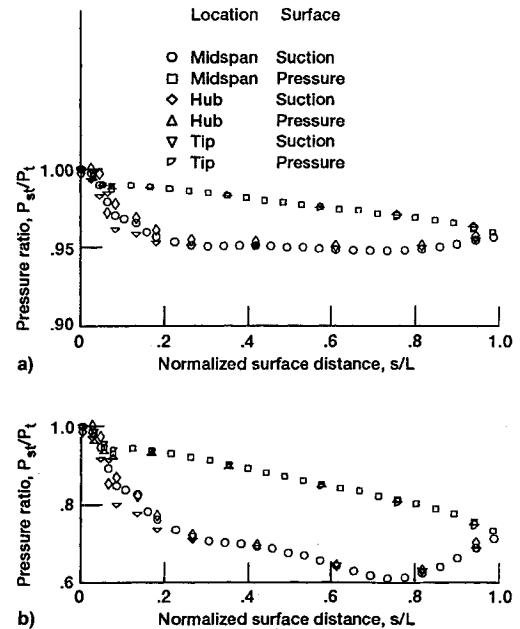 a)
Location Surface
Midspan Suction
Midspan Pressure
Hub Suction
Hub Pressure
Tip Suction
Tip Pressure
Pressure ratio, Pst/Pt
1.00
.95
.90
0 .2 .4 .6 .8 1.0
Normalized surface distance, s/L
a)
b)
Pressure ratio, Pst/Pt
1.0
.8
.6
0 .2 .4 .6 .8 1.0
Normalized surface distance, s/L
b)